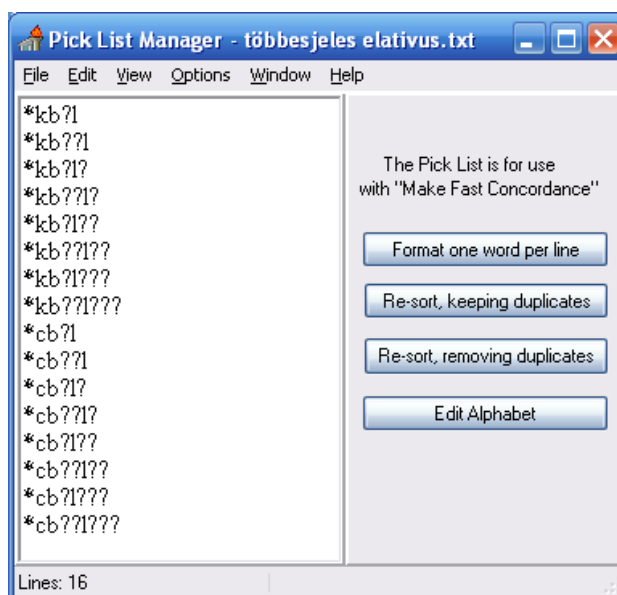 Pick List Manager - többesjeles elativus.txt
File Edit View Options Window Help
*kb?l
*kb??l
*kb?l?
*kb??l?
*kb?l??
*kb??l??
*kb?l???
*kb??l???
*cb?l
*cb??l
*cb?l?
*cb??l?
*cb?l??
*cb??l??
*cb?l???
*cb??l???
The Pick List is for use
with "Make Fast Concordance"
Format one word per line
Re-sort, keeping duplicates
Re-sort, removing duplicates
Edit Alphabet
Lines: 16